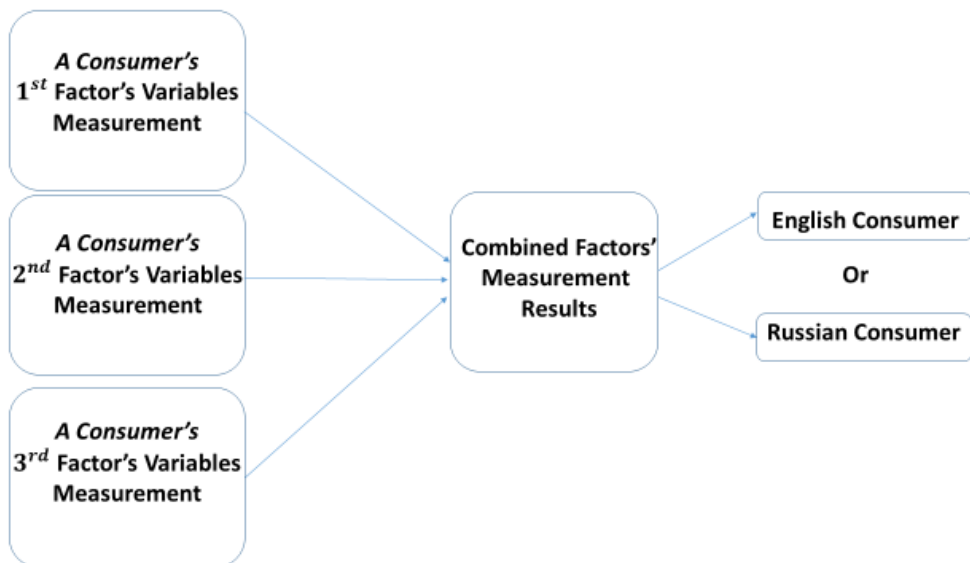 A Consumer's
1st Factor's Variables
Measurement
A Consumer's
2nd Factor's Variables
Measurement
A Consumer's
3rd Factor's Variables
Measurement
Combined Factors'
Measurement
Results
English Consumer
Or
Russian Consumer